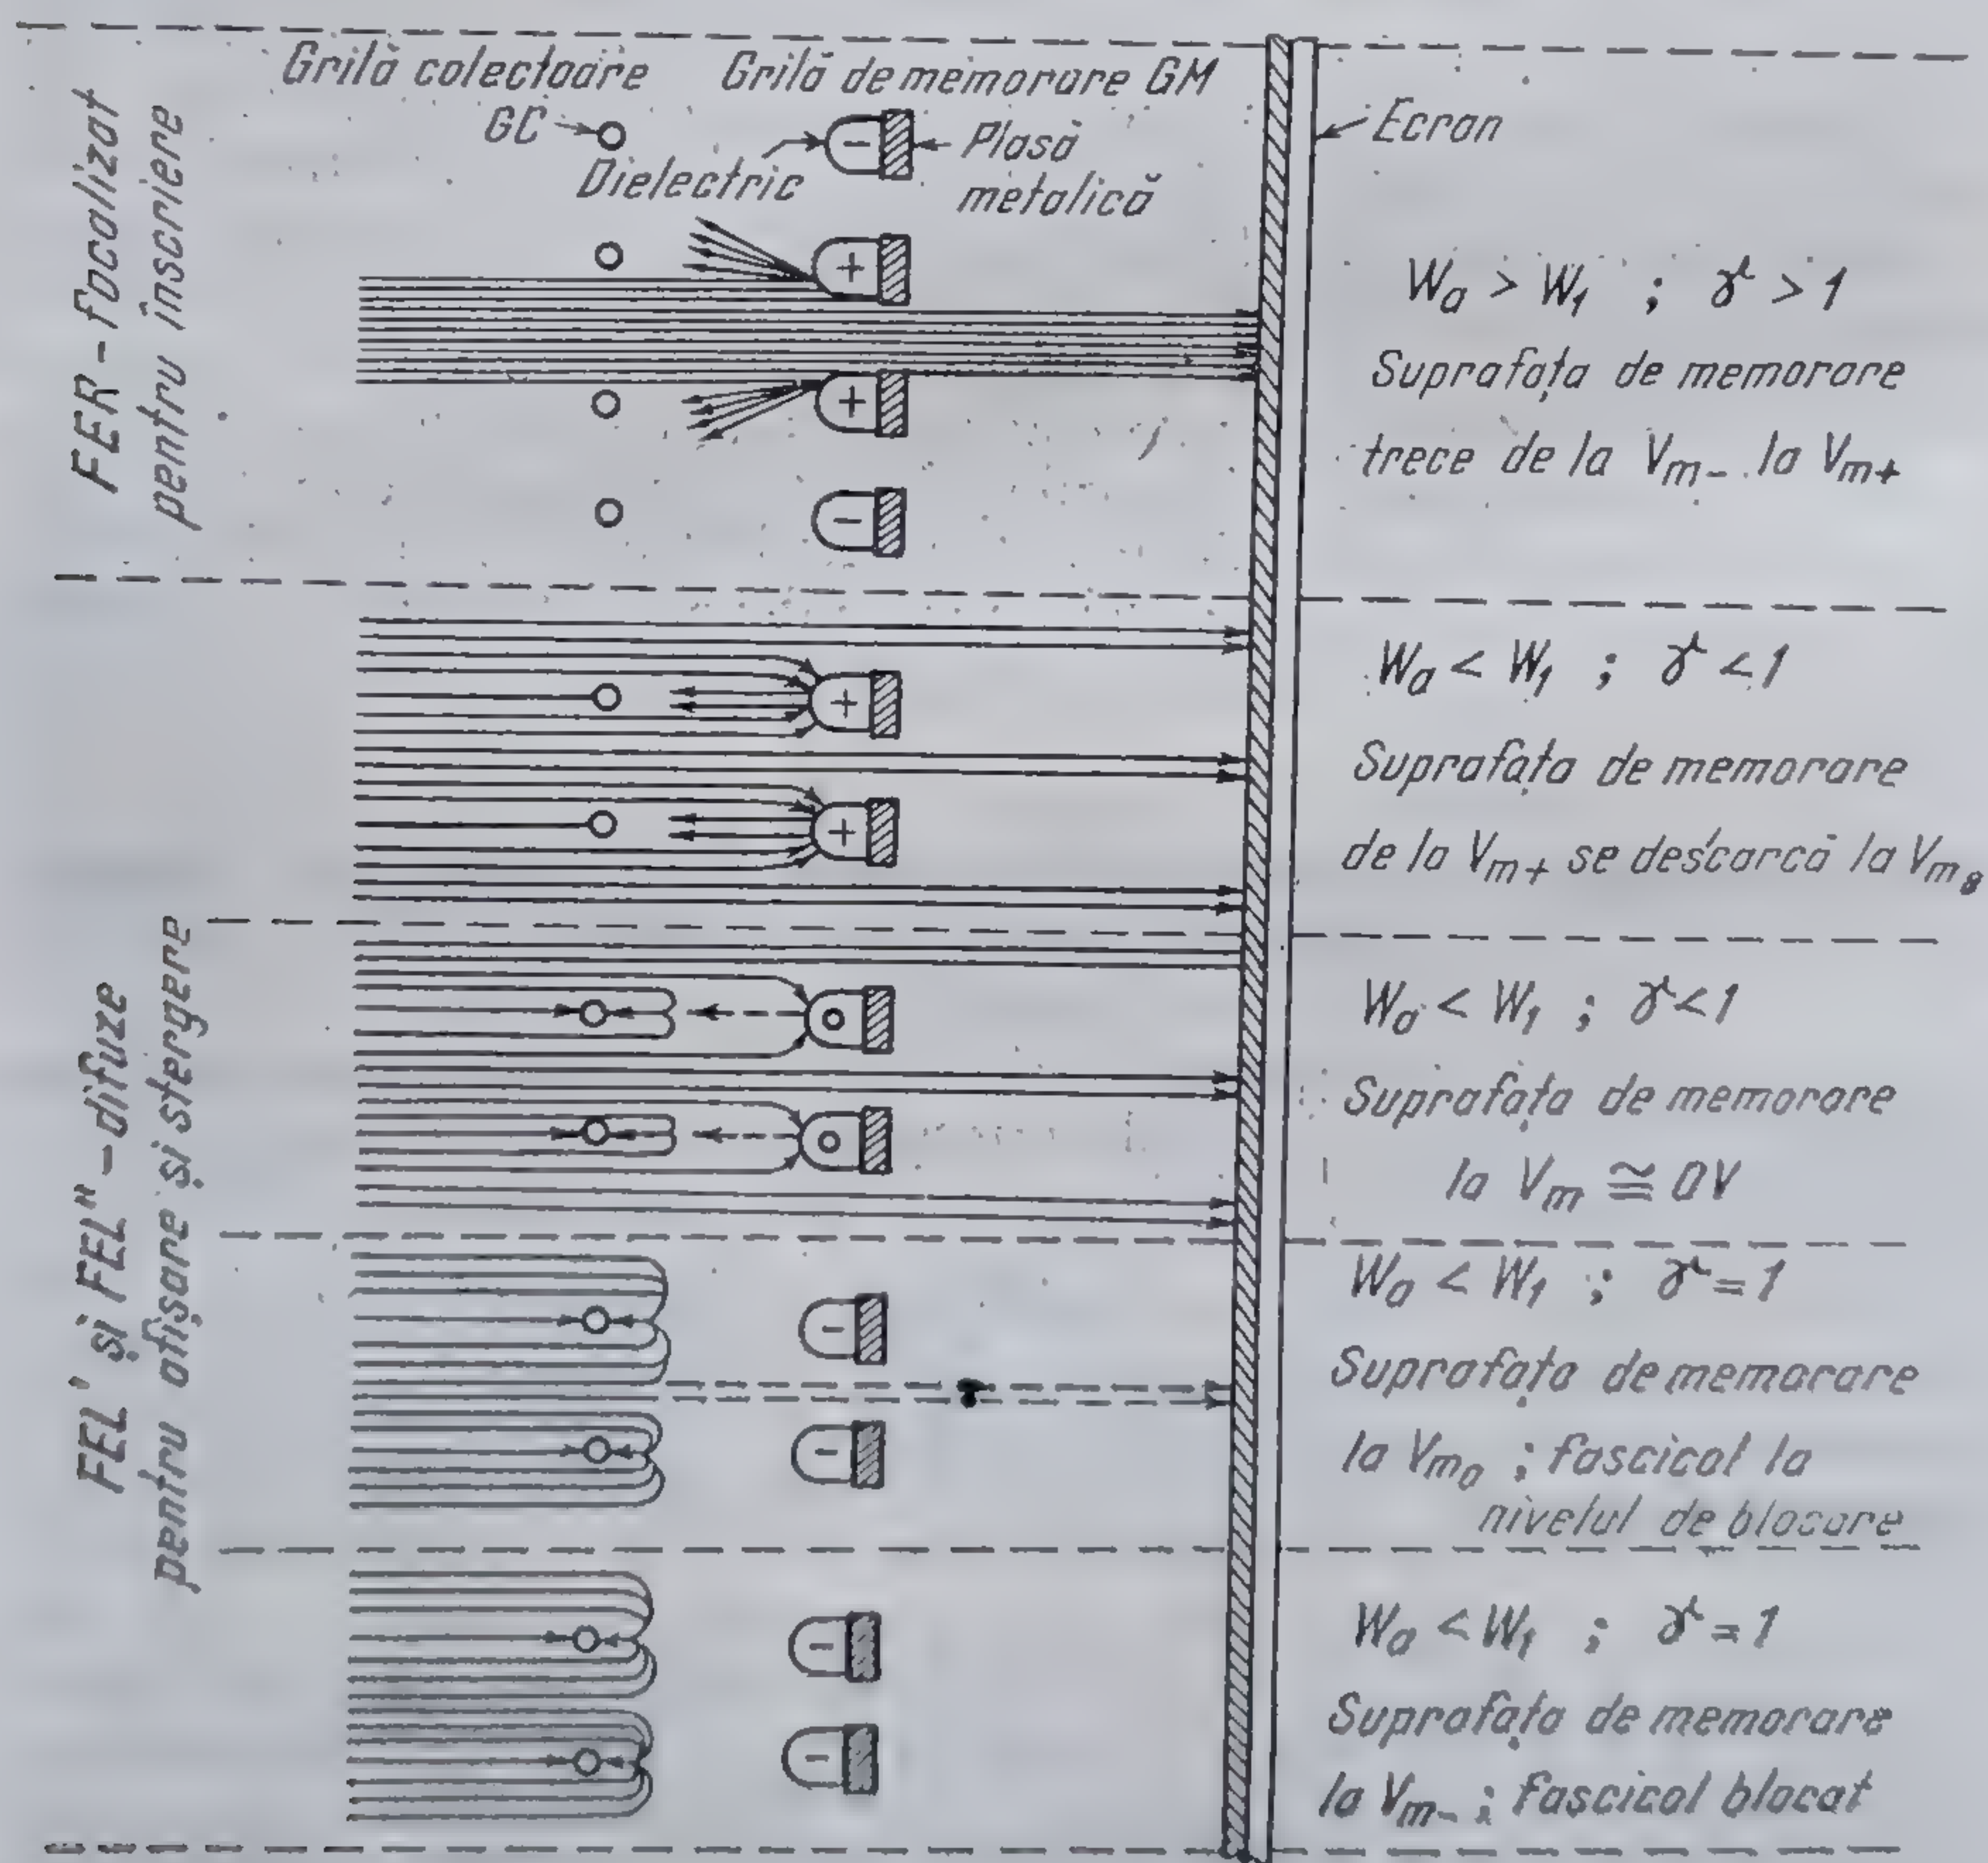 FER-focalizat
pentru înscriere
Grilă colectoare
GC
Grilă de memorare GM
Dielectric
Plasă
metalică
Ecran
− + + −
Wa > W1 ; γ > 1
Suprafața de memorare
trece de la Vm- la Vm+
FEL' și FEL" - difuze
pentru afișare și stergere
+ +
Wa < W1 ; γ < 1
Suprafața de memorare
de la Vm+ se descarcă la
Wa < W1 ; γ < 1
Suprafața de memorare
la Vm ≅ 0V
− −
Wa < W1 ; γ = 1
Suprafața de memorare
la Vm0 ; fascicol la
nivelul de blocare
− −
Wa < W1 ; γ = 1
Suprafața de memorare
la Vm- ; fascicol blocat